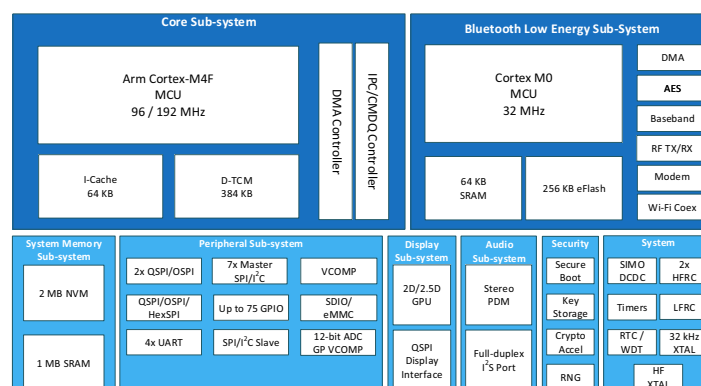 Core Sub-system
Arm Cortex-M4F
MCU
96 / 192 MHz
I-Cache
64 KB
D-TCM
384 KB
DMA Controller
IPC/CMDQ Controller
Bluetooth Low Energy Sub-System
Cortex M0
MCU
32 MHz
64 KB
SRAM
256 KB eFlash
DMA
AES
Baseband
RF TX/RX
Modem
Wi-Fi Coex
System Memory
Sub-system
2 MB NVM
1 MB SRAM
Peripheral Sub-system
2x QSPI/OSPI
7x Master
SPI/I²C
VCOMP
QSPI/OSPI/
HexSPI
Up to 75 GPIO
SDIO/
eMMC
4x UART
SPI/I²C Slave
12-bit ADC
GP VCOMP
Display
Sub-system
2D/2.5D
GPU
QSPI
Display
Interface
Audio
Sub-system
Stereo
PDM
Full-duplex
I²S Port
Security
Secure
Boot
Key
Storage
Crypto
Accel
RNG
System
SIMO
DCDC
2x
HFRC
Timers
LFRC
RTC /
WDT
32 kHz
XTAL
HF
XTAL